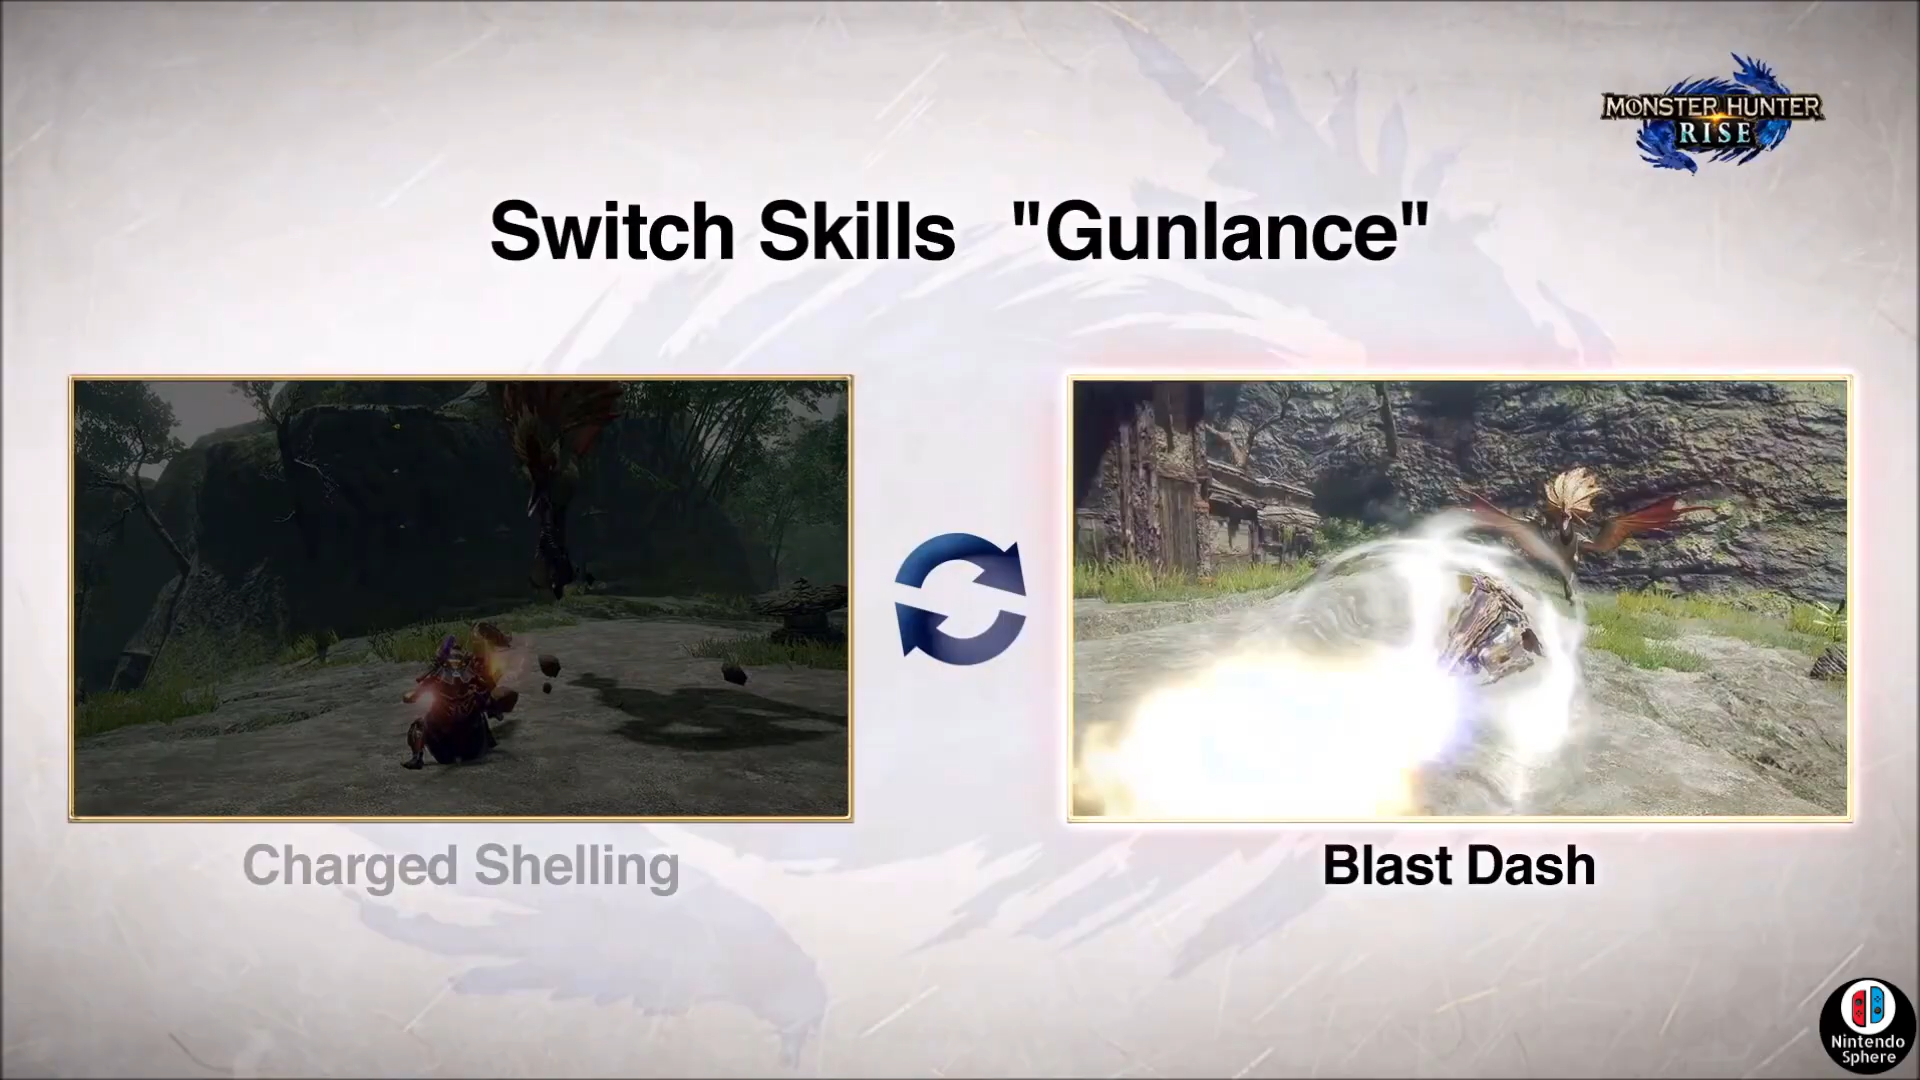 MONSTER HUNTER
RISE
Switch Skills "Gunlance"
Charged Shelling
Blast Dash
Nintendo
Sphere